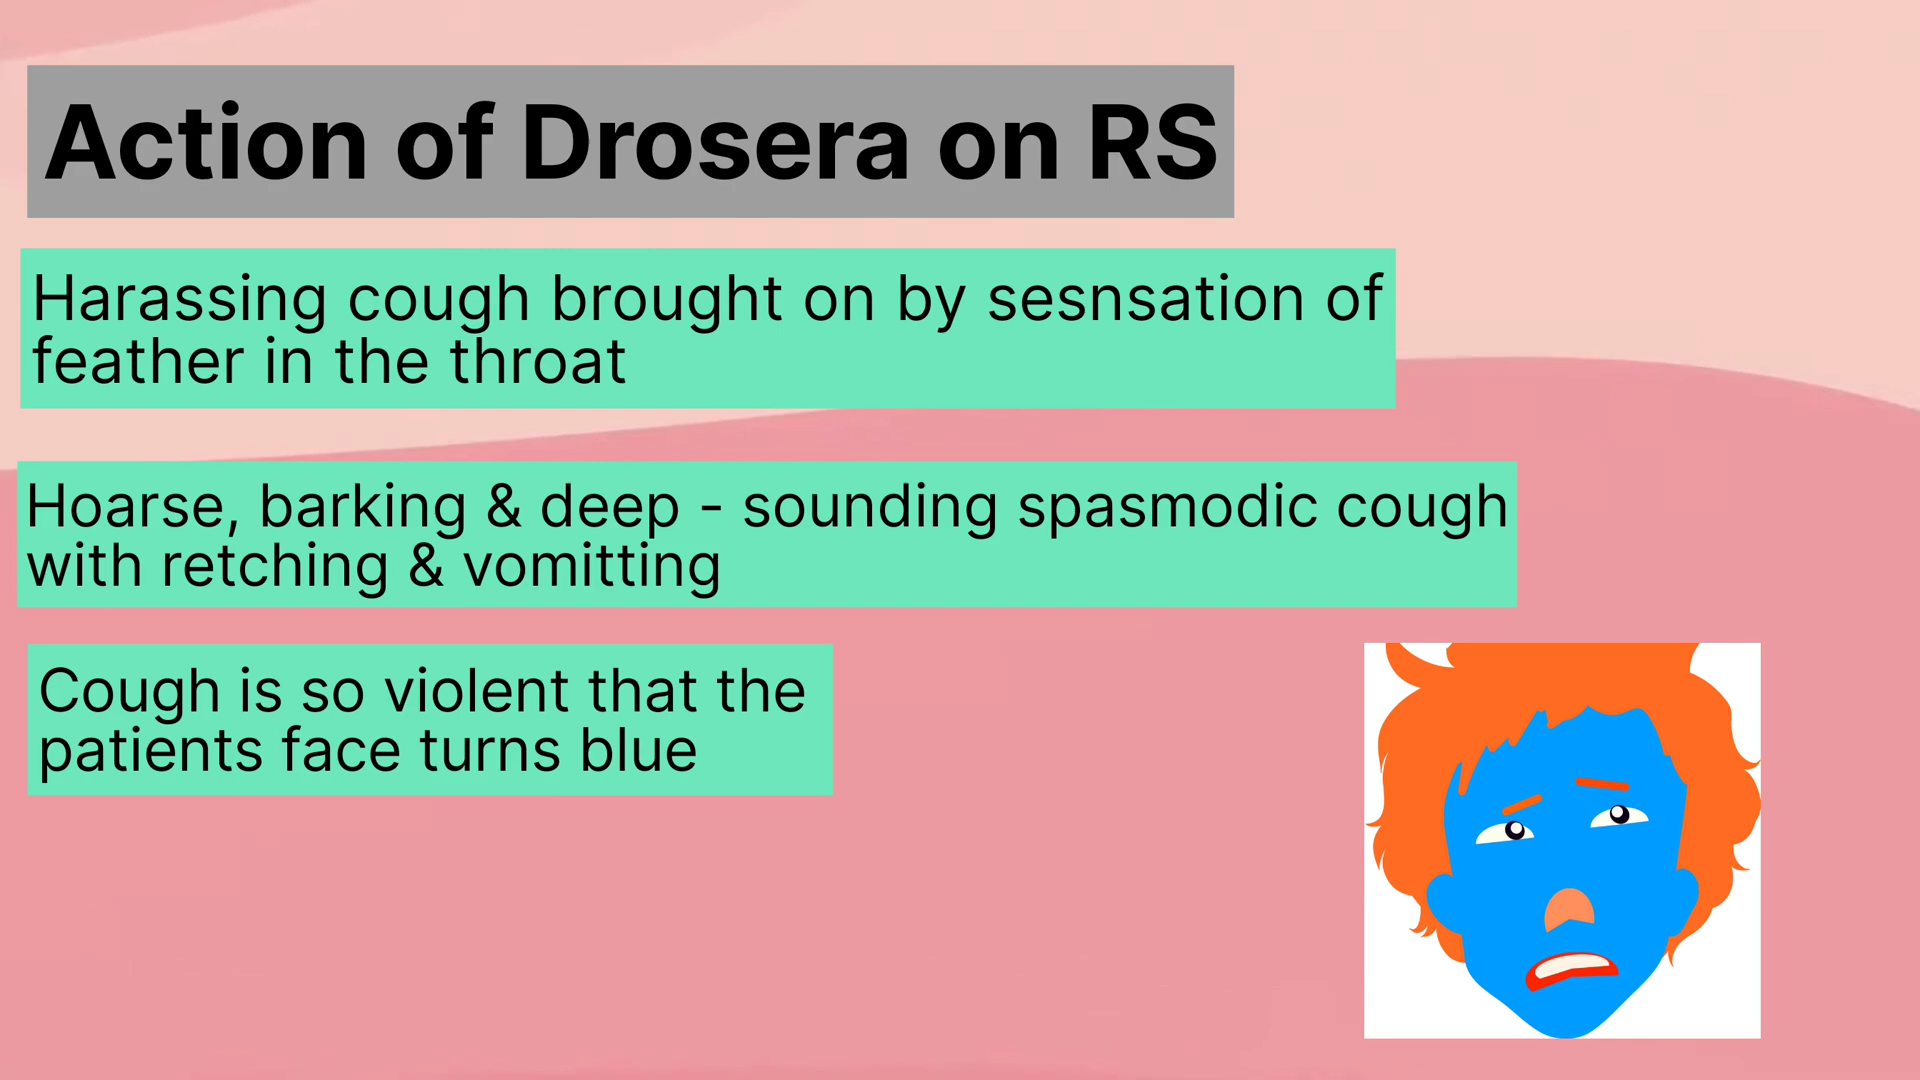 Action of Drosera on RS
Harassing cough brought on by sesnsation of
feather in the throat
Hoarse, barking & deep - sounding spasmodic cough
with retching & vomitting
Cough is so violent that the
patients face turns blue